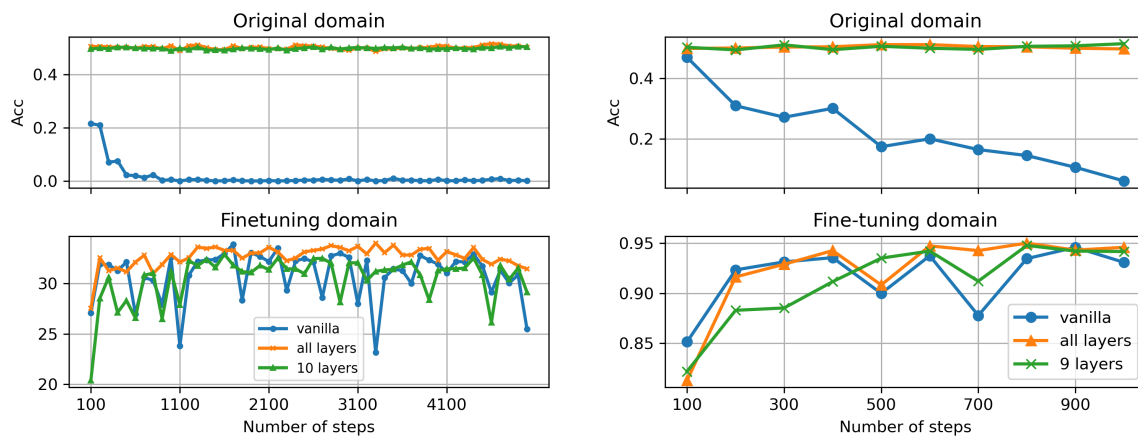 Original domain
Acc
0.4
0.2
0.0
Finetuning domain
30
25
20
vanilla
all layers
10 layers
100 1100 2100 3100 4100
Number of steps
Original domain
Acc
0.4
0.2
Fine-tuning domain
0.95
0.90
0.85
vanilla
all layers
9 layers
100 300 500 700 900
Number of steps